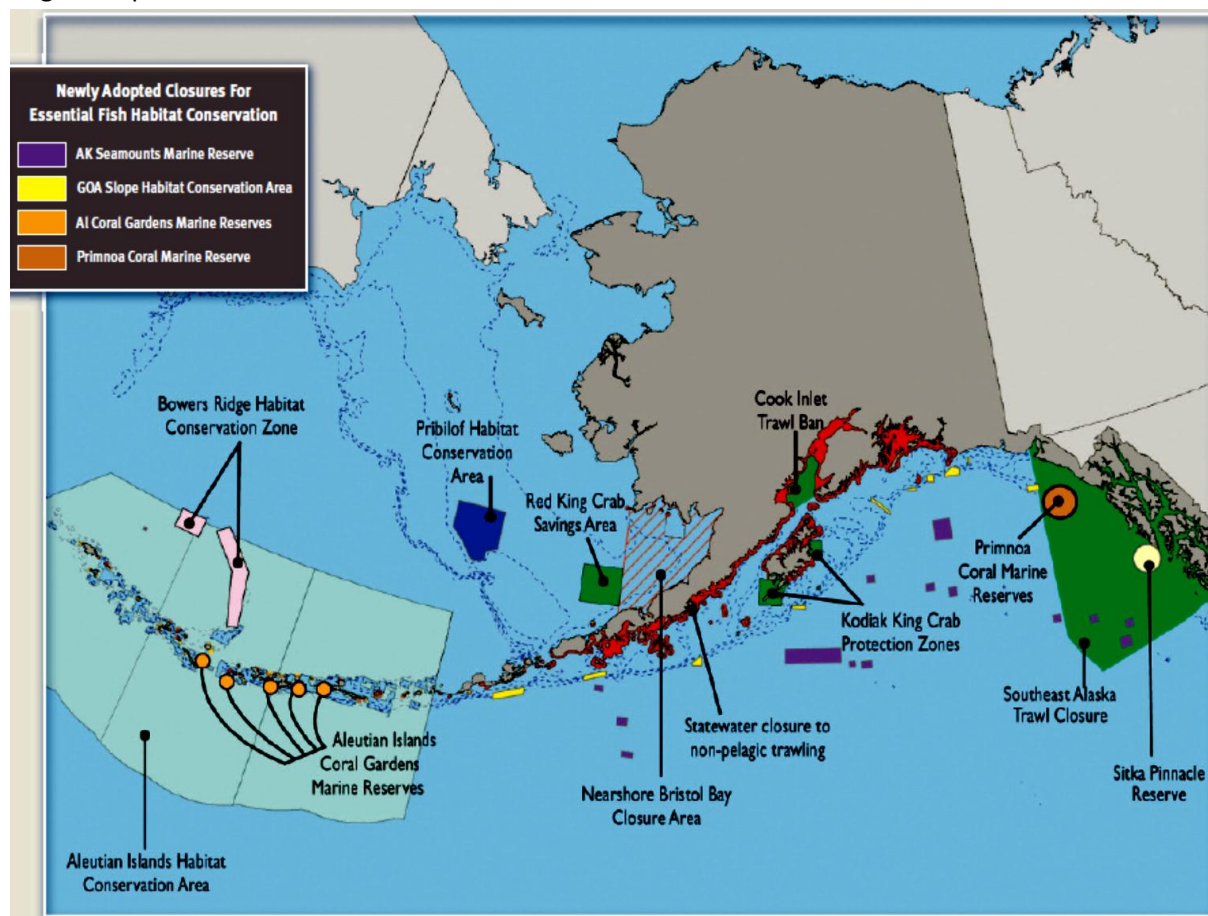 Newly Adopted Closures For
Essential Fish Habitat Conservation
AK Seamounts Marine Reserve
GOA Slope Habitat Conservation Area
AI Coral Gardens Marine Reserves
Primnoa Coral Marine Reserve
Bowers Ridge Habitat
Conservation Zone
Pribilof Habitat
Conservation
Area
Red King Crab
Savings Area
Cook Inlet
Trawl Ban
Primnoa
Coral Marine
Reserves
Kodiak King Crab
Protection Zones
Southeast Alaska
Trawl Closure
Sitka Pinnacle
Reserve
Statewater closure to
non-pelagic trawling
Nearshore Bristol Bay
Closure Area
Aleutian Islands
Coral Gardens
Marine Reserves
Aleutian Islands Habitat
Conservation Area